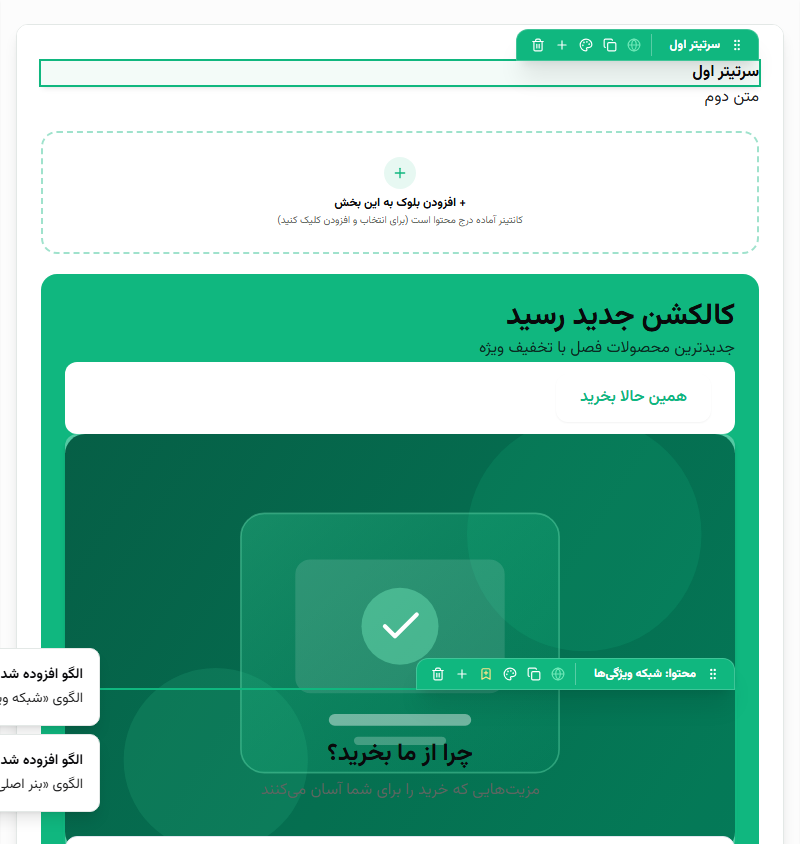 سرتیتر اول
سرتیتر اول
متن دوم
+ افزودن بلوک به این بخش
کانتینر آماده درج محتوا است (برای انتخاب و افزودن کلیک کنید)
کالکشن جدید رسید
جدیدترین محصولات فصل با تخفیف ویژه
همین حالا بخرید
محتوا: شبکه ویژگی‌ها
الگو افزوده شد
الگوی «شبکه
چرا از ما بخرید؟
الگو افزوده شد
الگوی «بنر اصلی
مزیت‌هایی که خرید را برای شما آسان می‌کنند